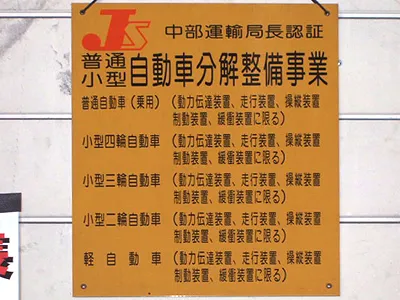 JS 中部運輸局長認証
普通
小型 自動車分解整備事業
普通自動車（乗用）（動力伝達装置、走行装置、操縦装置
制動装置、緩衝装置に限る）
小型四輪自動車（動力伝達装置、走行装置、操縦装置
制動装置、緩衝装置に限る）
小型三輪自動車（動力伝達装置、走行装置、操縦装置
制動装置、緩衝装置に限る）
小型二輪自動車（動力伝達装置、走行装置、操縦装置
制動装置、緩衝装置に限る）
軽自動車（動力伝達装置、走行装置、操縦装置
制動装置、緩衝装置に限る）